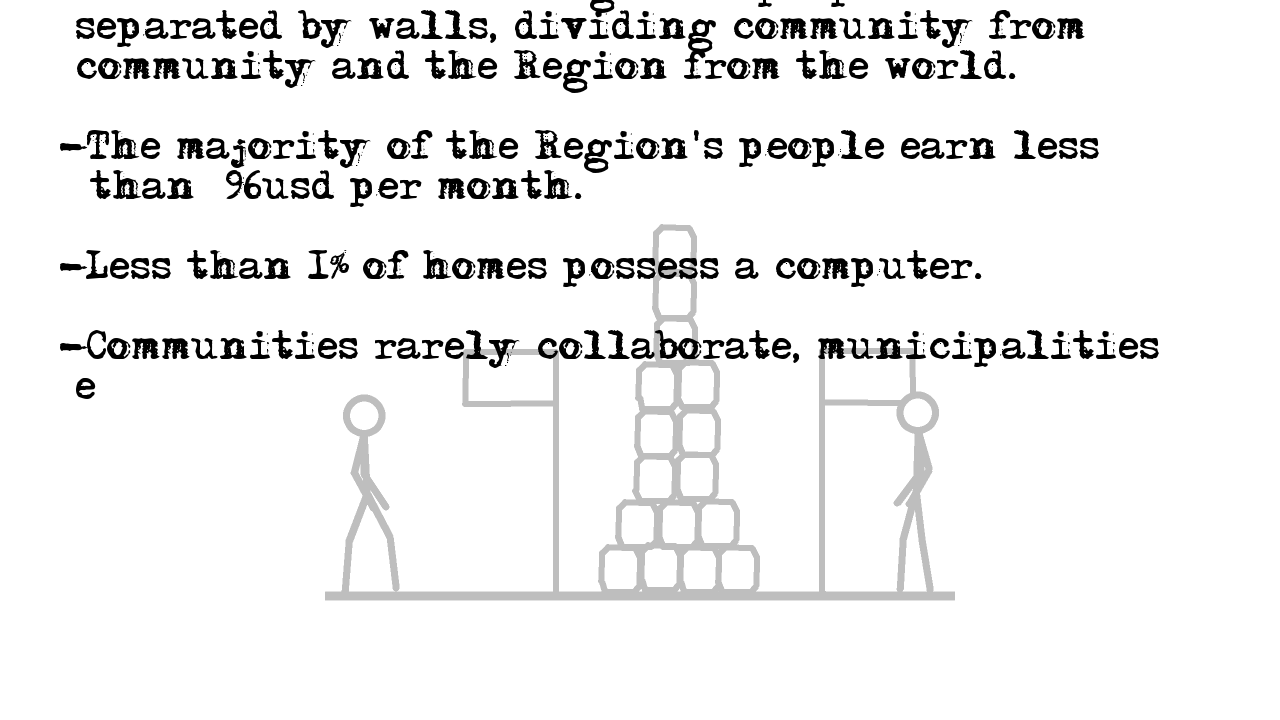 separated by walls, dividing community from
community and the Region from the world.
-The majority of the Region's people earn less
than 96usd per month.
-Less than 1% of homes possess a computer.
-Communities rarely collaborate, municipalities
e